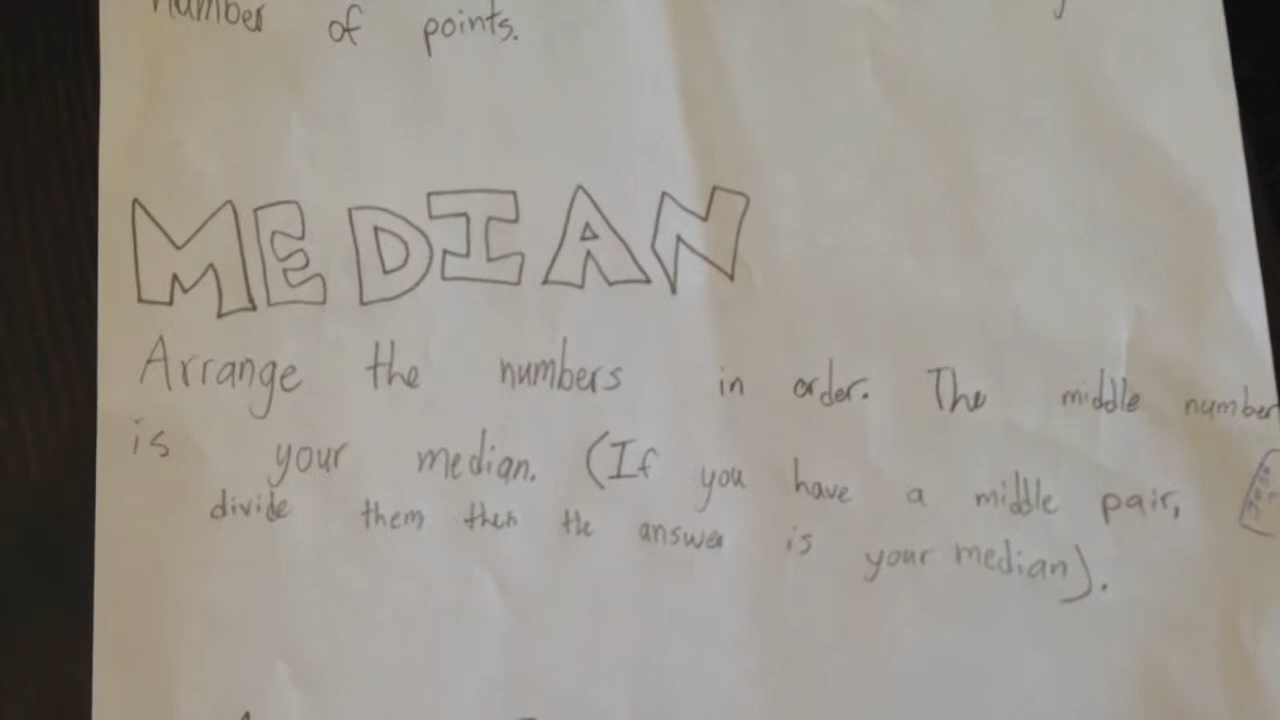 number of points.
MEDIAN
Arrange the numbers in order. The middle number
is your median. (If you have a middle pair,
divide them then the answer is your median).